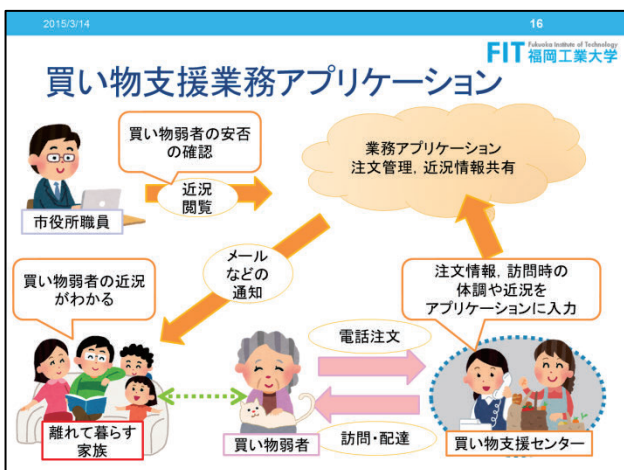 2015/3/14
16
FIT Fukuoka Institute of Technology
福岡工業大学
買い物支援業務アプリケーション
買い物弱者の安否
の確認
業務アプリケーション
注文管理,近況情報共有
近況
閲覧
市役所職員
メール
などの
通知
買い物弱者の近況
がわかる
注文情報,訪問時の
体調や近況を
アプリケーションに入力
電話注文
離れて暮らす
家族
買い物弱者
訪問・配達
買い物支援センター